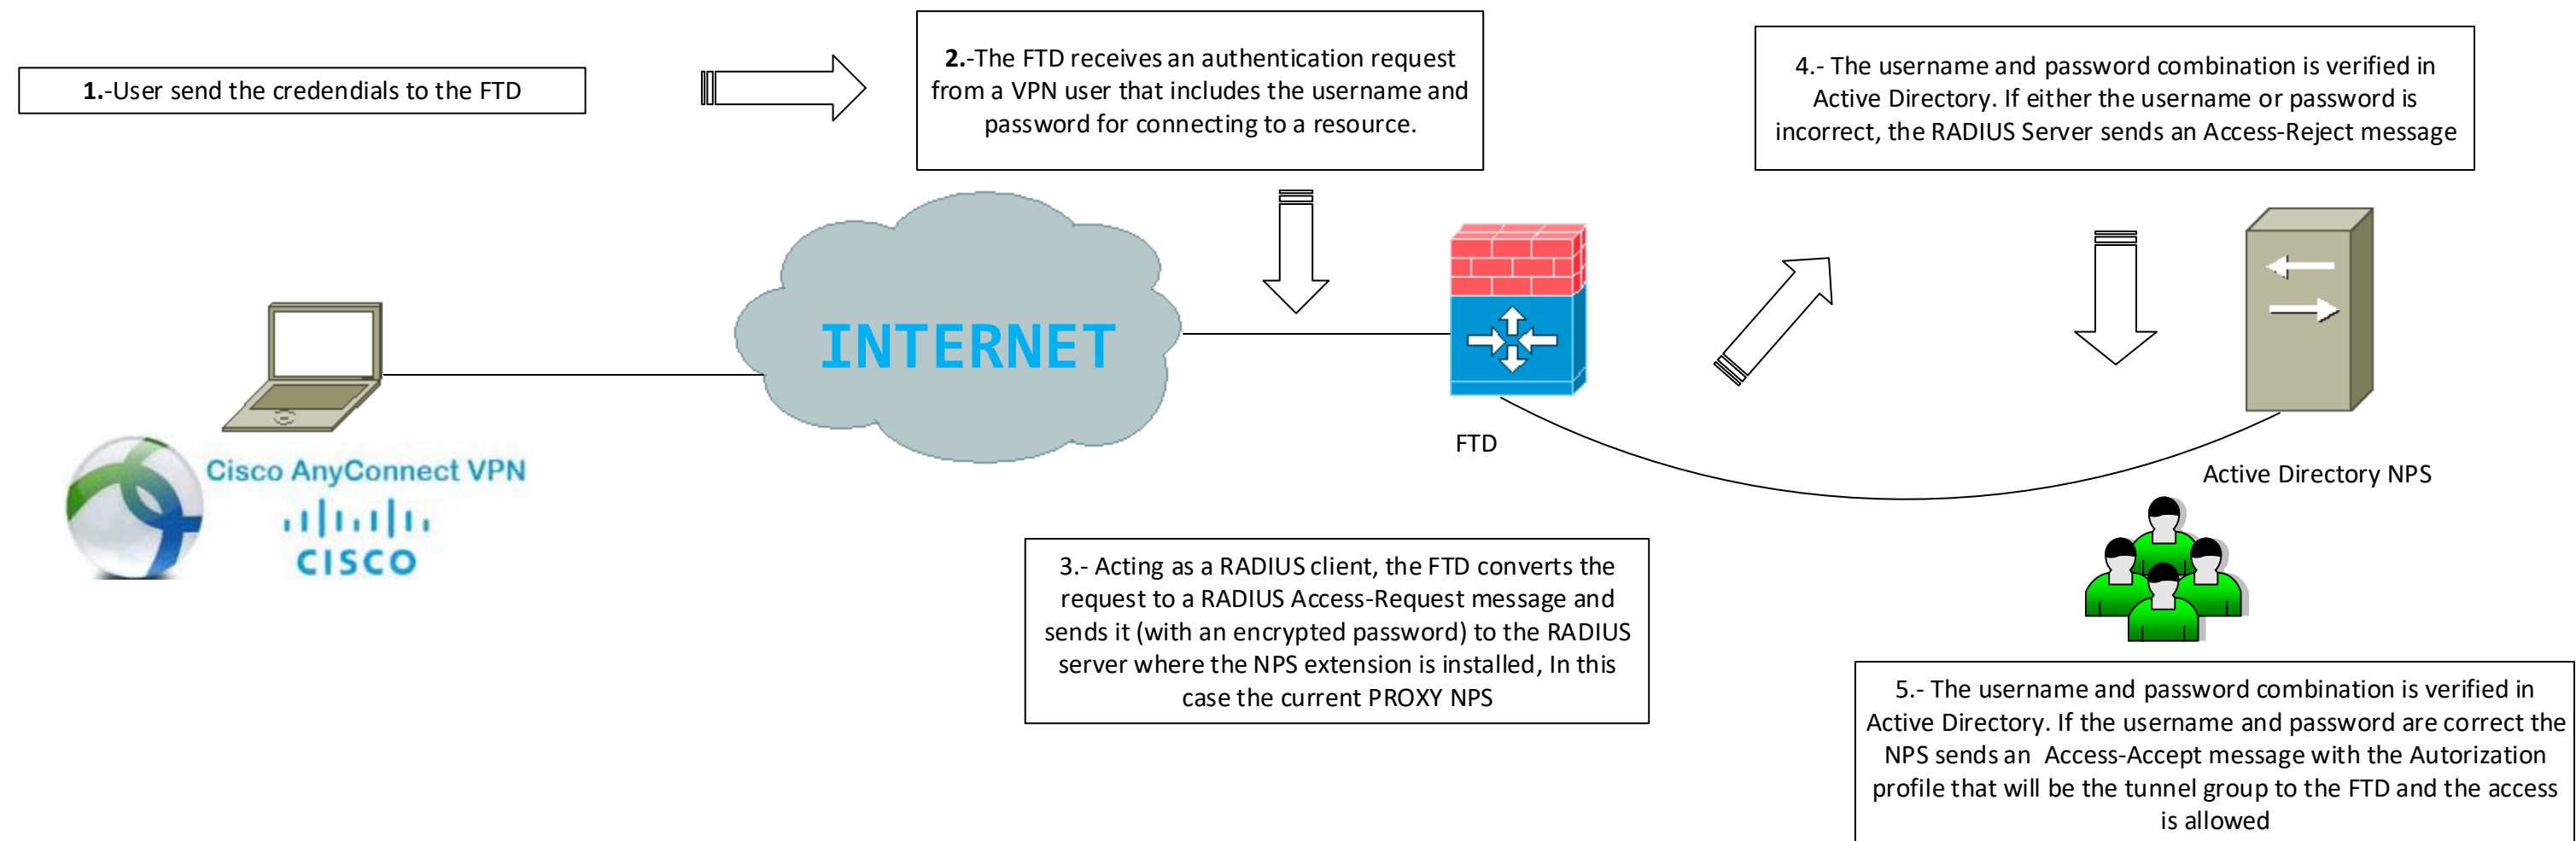 1.-User send the credendials to the FTD
2.-The FTD receives an authentication request
from a VPN user that includes the username and
password for connecting to a resource.
4.- The username and password combination is verified in
Active Directory. If either the username or password is
incorrect, the RADIUS Server sends an Access-Reject message
INTERNET
FTD
Active Directory NPS
Cisco AnyConnect VPN
CISCO
3.- Acting as a RADIUS client, the FTD converts the
request to a RADIUS Access-Request message and
sends it (with an encrypted password) to the RADIUS
server where the NPS extension is installed, In this
case the current PROXY NPS
5.- The username and password combination is verified in
Active Directory. If the username and password are correct the
NPS sends an  Access-Accept message with the Autorization
profile that will be the tunnel group to the FTD and the access
is allowed